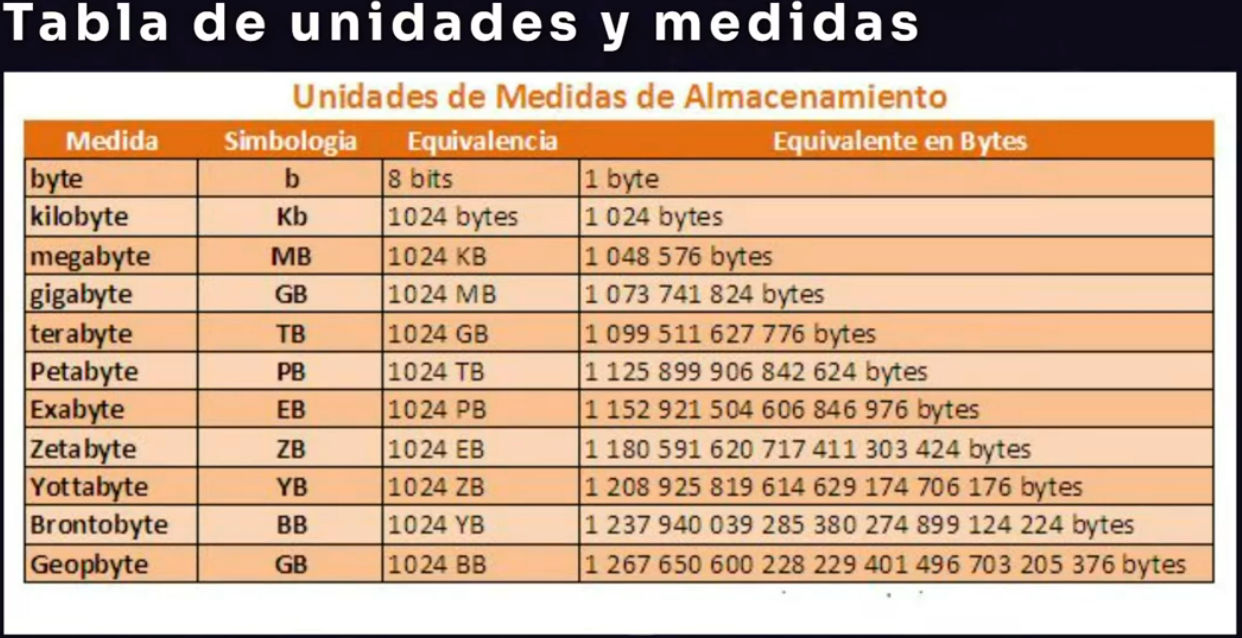 Tabla de unidades y medidas
Unidades de Medidas de Almacenamiento
Medida Simbologia Equivalencia Equivalente en Bytes
byte b 8 bits 1 byte
kilobyte Kb 1024 bytes 1 024 bytes
megabyte MB 1024 KB 1 048 576 bytes
gigabyte GB 1024 MB 1 073 741 824 bytes
terabyte TB 1024 GB 1 099 511 627 776 bytes
Petabyte PB 1024 TB 1 125 899 906 842 624 bytes
Exabyte EB 1024 PB 1 152 921 504 606 846 976 bytes
Zetabyte ZB 1024 EB 1 180 591 620 717 411 303 424 bytes
Yottabyte YB 1024 ZB 1 208 925 819 614 629 174 706 176 bytes
Brontobyte BB 1024 YB 1 237 940 039 285 380 274 899 124 224 bytes
Geopbyte GB 1024 BB 1 267 650 600 228 229 401 496 703 205 376 bytes